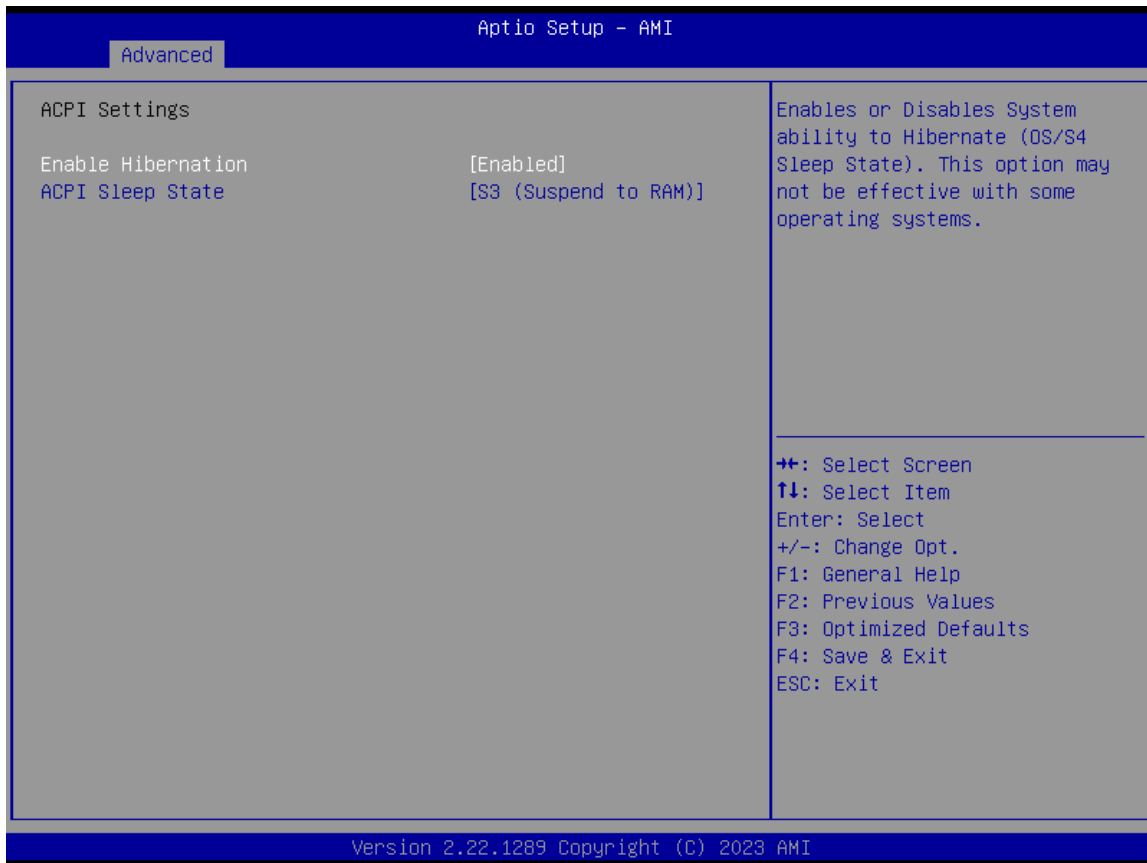 Aptio Setup – AMI
Advanced
ACPI Settings
Enable Hibernation [Enabled]
ACPI Sleep State [S3 (Suspend to RAM)]
Enables or Disables System
ability to Hibernate (OS/S4
Sleep State). This option may
not be effective with some
operating systems.
→←: Select Screen
↑↓: Select Item
Enter: Select
+/-: Change Opt.
F1: General Help
F2: Previous Values
F3: Optimized Defaults
F4: Save & Exit
ESC: Exit
Version 2.22.1289 Copyright (C) 2023 AMI